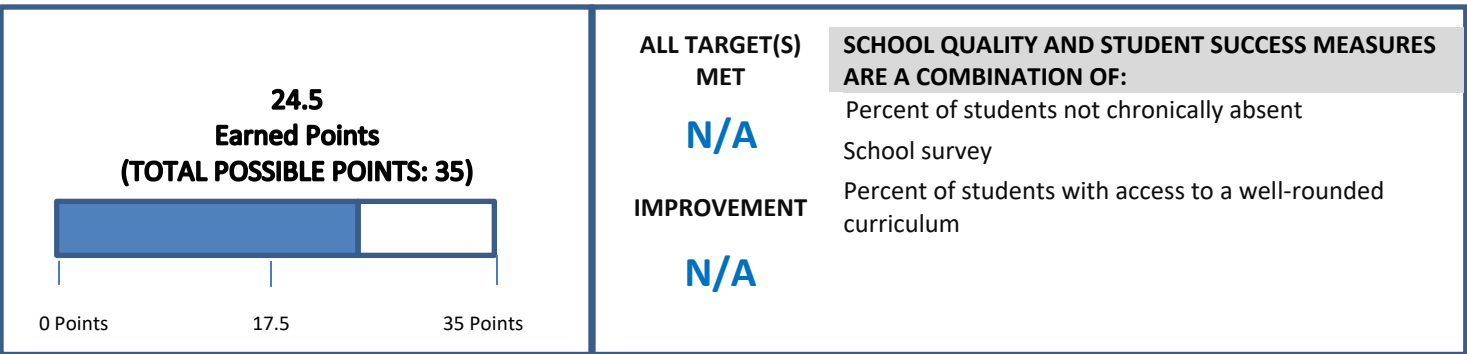 24.5
Earned Points
(TOTAL POSSIBLE POINTS: 35)
0 Points
17.5
35 Points
ALL TARGET(S)
MET
N/A
IMPROVEMENT
N/A
SCHOOL QUALITY AND STUDENT SUCCESS MEASURES
ARE A COMBINATION OF:
Percent of students not chronically absent
School survey
Percent of students with access to a well-rounded
curriculum